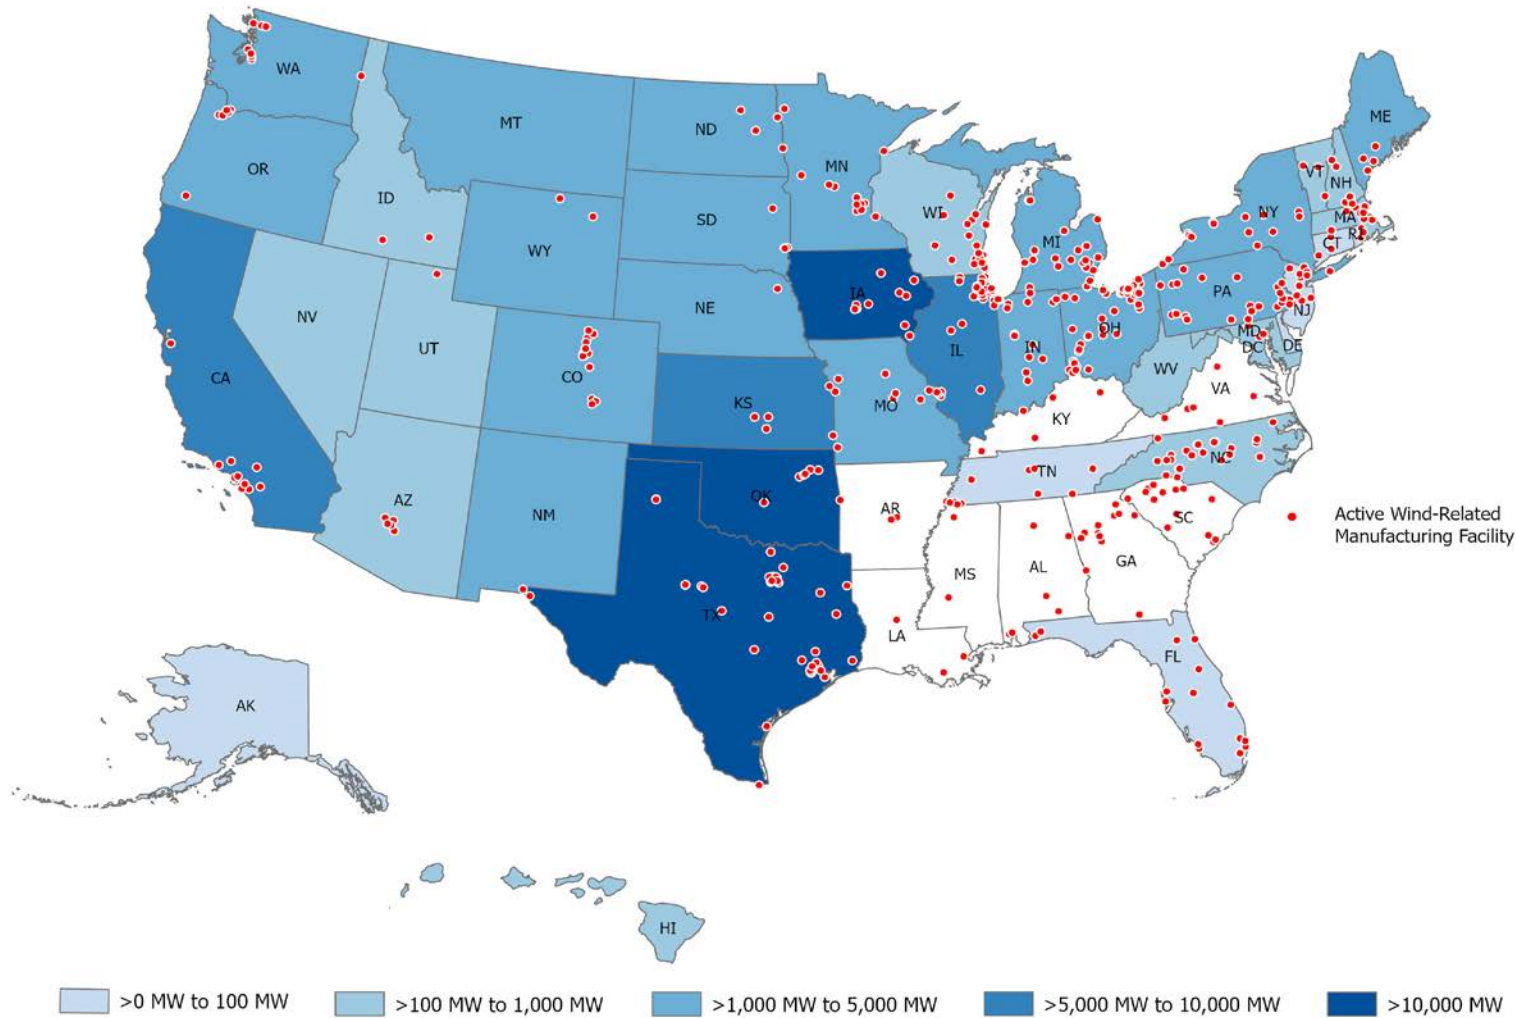 WA
MT
ND
ME
OR
MN
VT
NH
ID
SD
WI
NY
MA
WY
MI
CT
RI
IA
NE
PA
NV
NJ
UT
IL
IN
OH
MD
DC
DE
CA
CO
WV
KS
MO
VA
KY
AZ
OK
TN
NC
NM
AR
SC
Active Wind-Related
Manufacturing Facility
MS
AL
GA
TX
LA
FL
AK
HI
>0 MW to 100 MW
>100 MW to 1,000 MW
>1,000 MW to 5,000 MW
>5,000 MW to 10,000 MW
>10,000 MW